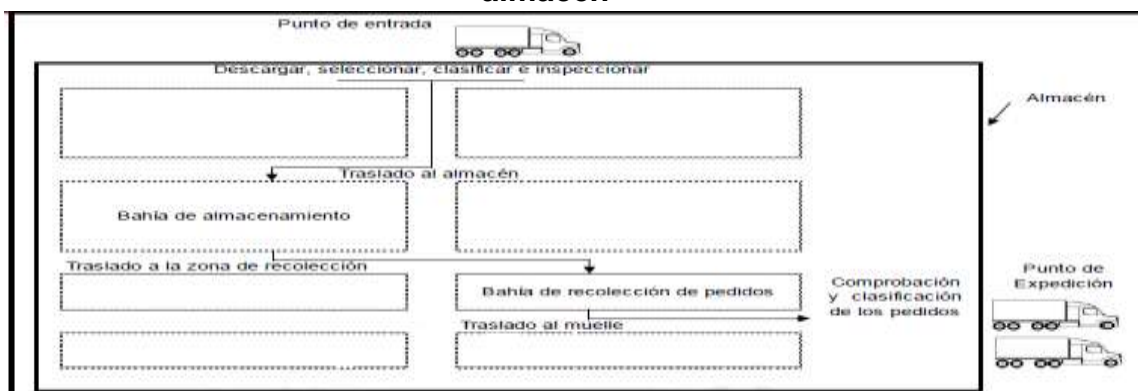 almacén
Punto de entrada
Descargar, seleccionar, clasificar e inspeccionar
Almacén
Traslado al almacén
Bahía de almacenamiento
Traslado a la zona de recolección
Bahía de recolección de pedidos
Comprobación
y clasificación
de los pedidos
Punto de
Expedición
Traslado al muelle